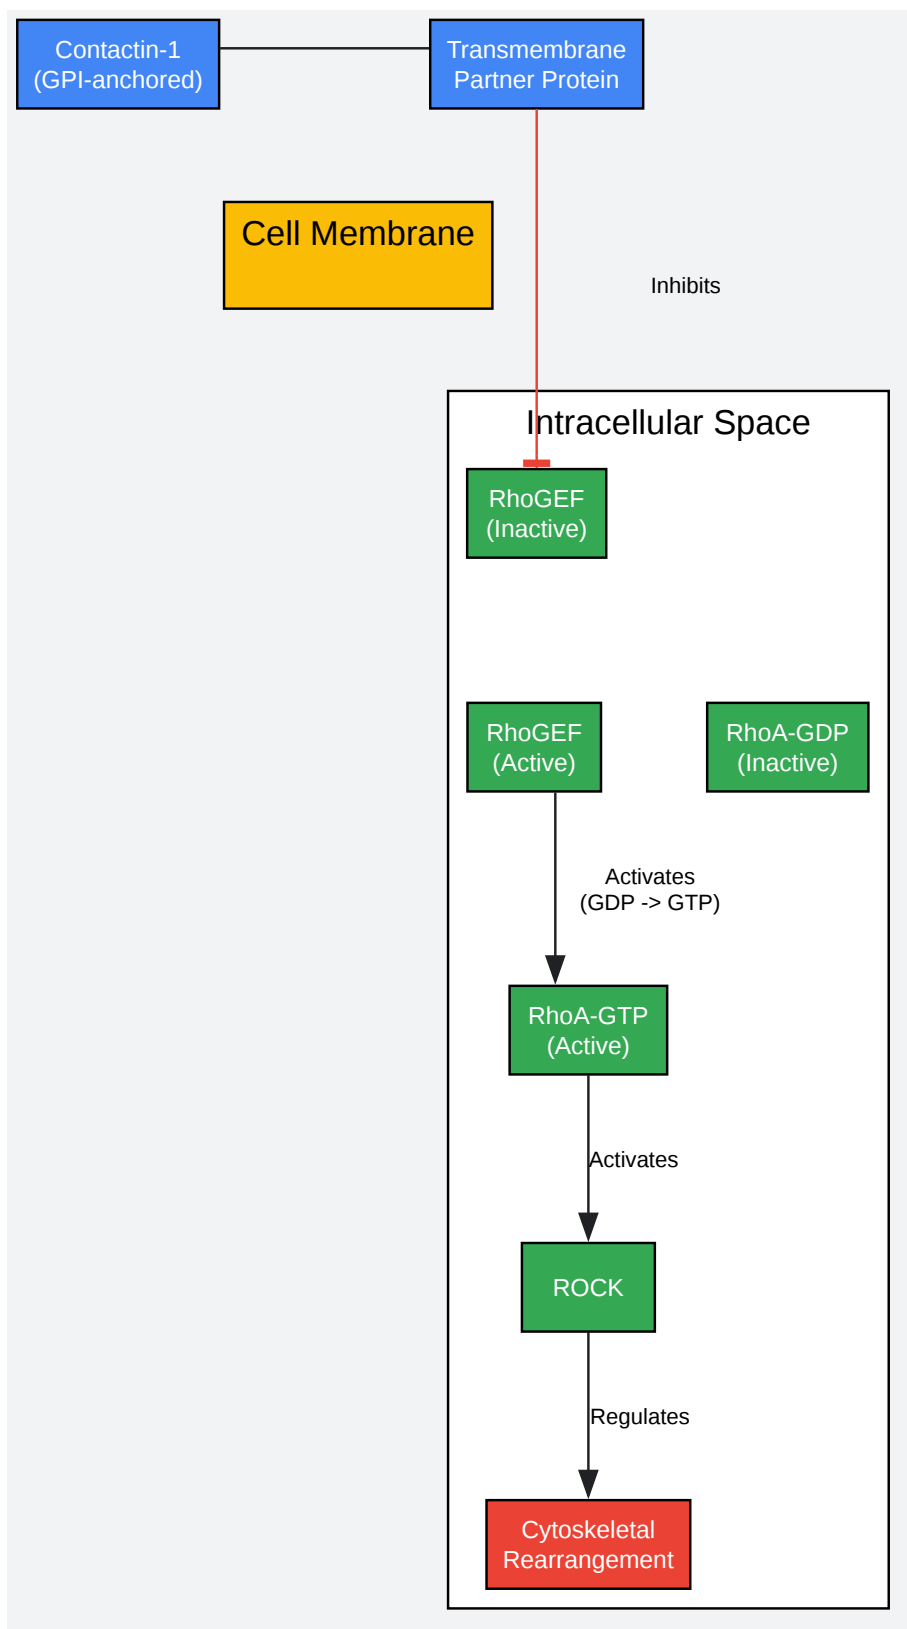 Contactin-1
(GPI-anchored)
Transmembrane
Partner Protein
Cell Membrane
Inhibits
Intracellular Space
RhoGEF
(Inactive)
RhoGEF
(Active)
RhoA-GDP
(Inactive)
Activates
(GDP -> GTP)
RhoA-GTP
(Active)
Activates
ROCK
Regulates
Cytoskeletal
Rearrangement